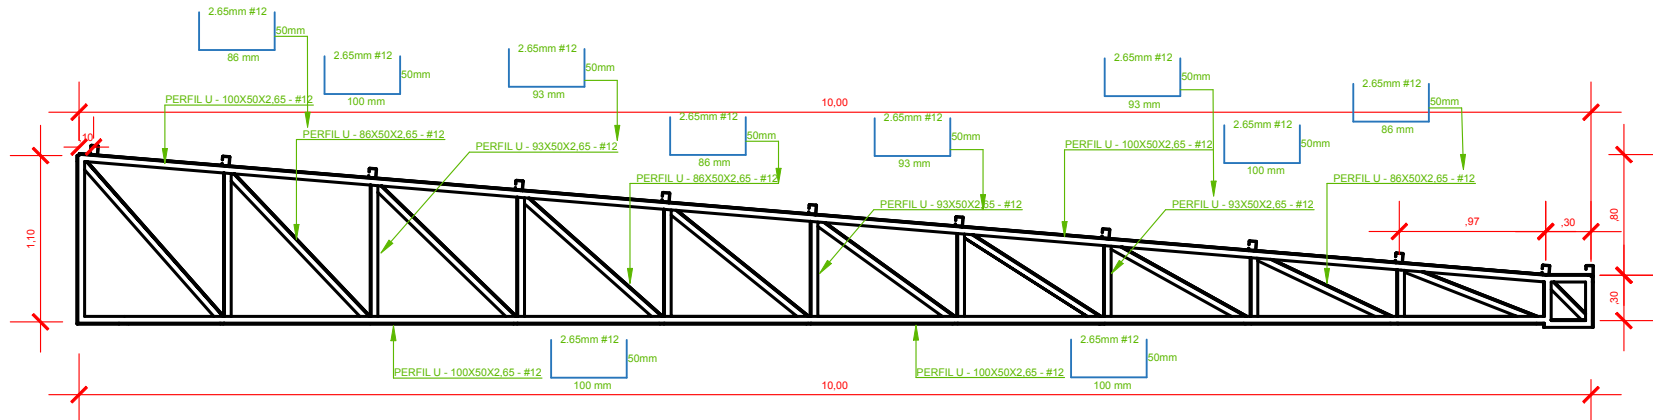 2.65mm #12
50mm
86 mm
2.65mm #12
50mm
100 mm
2.65mm #12
50mm
93 mm
2.65mm #12
50mm
93 mm
2.65mm #12
50mm
86 mm
PERFIL U - 100X50X2,65 - #12
10,00
10
PERFIL U - 86X50X2,65 - #12
PERFIL U - 93X50X2,65 - #12
2.65mm #12
50mm
86 mm
2.65mm #12
50mm
93 mm
PERFIL U - 100X50X2,65 - #12
2.65mm #12
50mm
100 mm
PERFIL U - 86X50X2,65 - #12
PERFIL U - 86X50X2,65 - #12
PERFIL U - 93X50X2,65 - #12
PERFIL U - 93X50X2,65 - #12
,97
,30
,80
1,10
,30
2.65mm #12
50mm
100 mm
PERFIL U - 100X50X2,65 - #12
2.65mm #12
50mm
100 mm
PERFIL U - 100X50X2,65 - #12
10,00